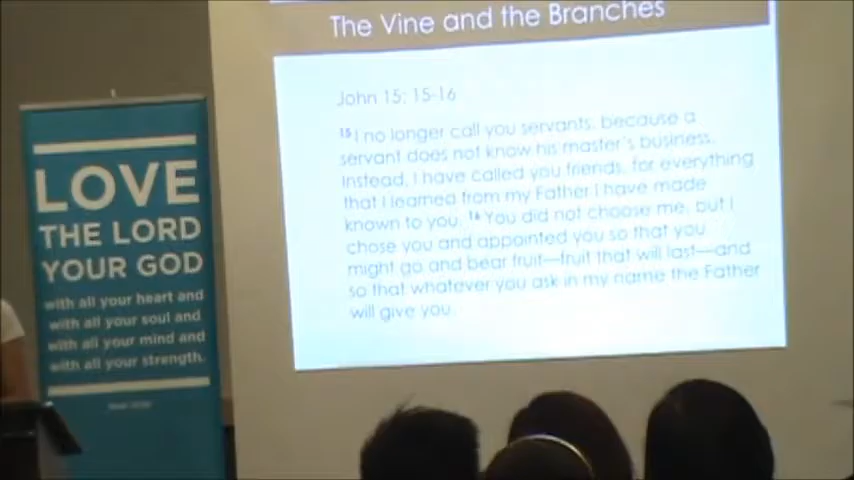 The Vine and the Branches
John 15: 15-16
15 I no longer call you servants, because a
servant does not know his master's business.
Instead, I have called you friends, for everything
that I learned from my Father I have made
known to you. 16 You did not choose me, but I
chose you and appointed you so that you
might go and bear fruit—fruit that will last—and
so that whatever you ask in my name the Father
will give you.
LOVE
THE LORD
YOUR GOD
with all your heart and
with all your soul and
with all your mind and
with all your strength.